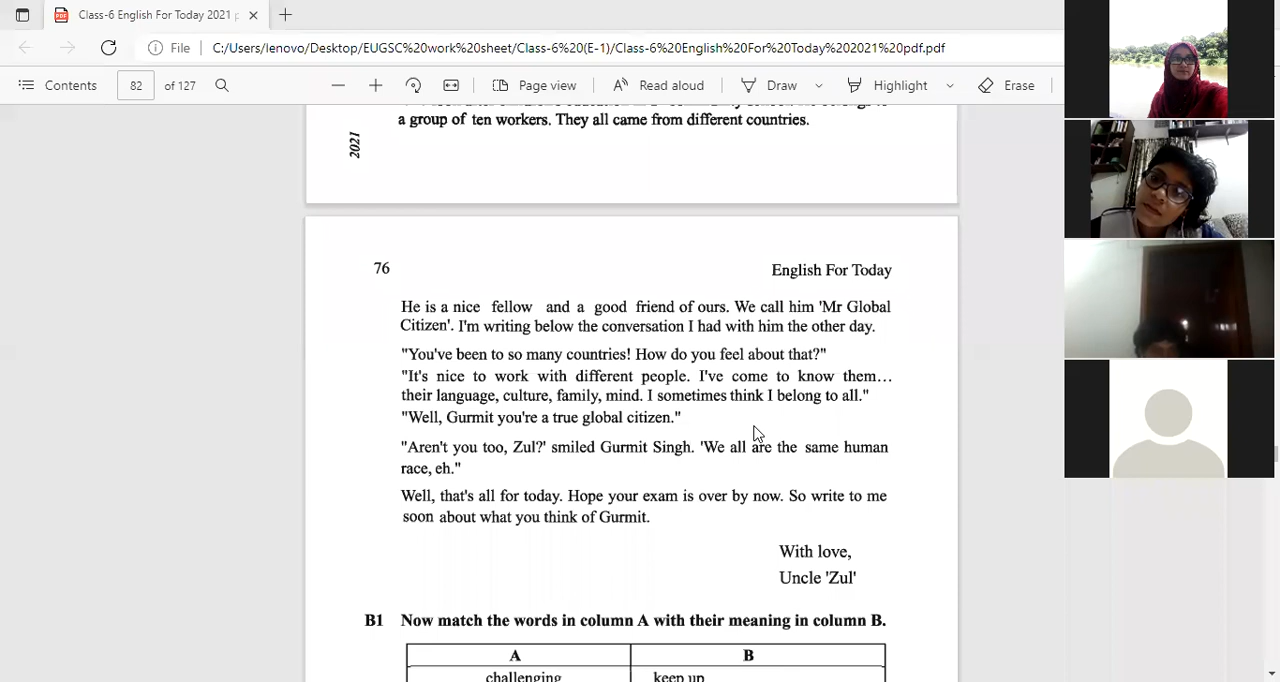 Class-6 English For Today 2021 p
File C:/Users/lenovo/Desktop/EUGSC%20work%20sheet/Class-6%20(E-1)/Class-6%20English%20For%20Today%202021%20pdf.pdf
Contents 82 of 127 Page view Read aloud Draw Highlight Erase
a group of ten workers. They all came from different countries.
2021
76 English For Today
He is a nice fellow and a good friend of ours. We call him 'Mr Global
Citizen'. I'm writing below the conversation I had with him the other day.
"You've been to so many countries! How do you feel about that?"
"It's nice to work with different people. I've come to know them…
their language, culture, family, mind. I sometimes think I belong to all."
"Well, Gurmit you're a true global citizen."
"Aren't you too, Zul?' smiled Gurmit Singh. 'We all are the same human
race, eh."
Well, that's all for today. Hope your exam is over by now. So write to me
soon about what you think of Gurmit.
With love,
Uncle 'Zul'
B1 Now match the words in column A with their meaning in column B.
A B
challenging keep up